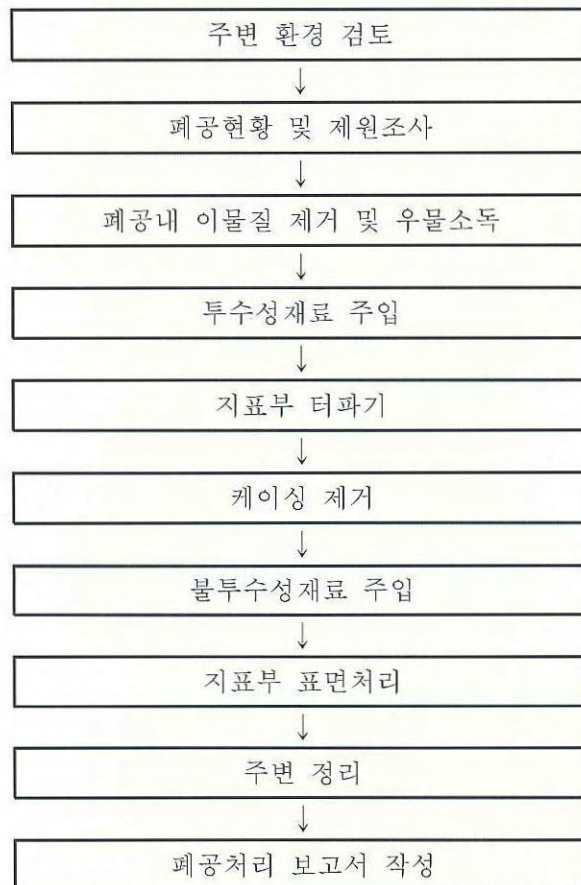 주변 환경 검토
↓
폐공현황 및 제원조사
↓
폐공내 이물질 제거 및 우물소독
↓
투수성재료 주입
↓
지표부 터파기
↓
케이싱 제거
↓
불투수성재료 주입
↓
지표부 표면처리
↓
주변 정리
↓
폐공처리 보고서 작성